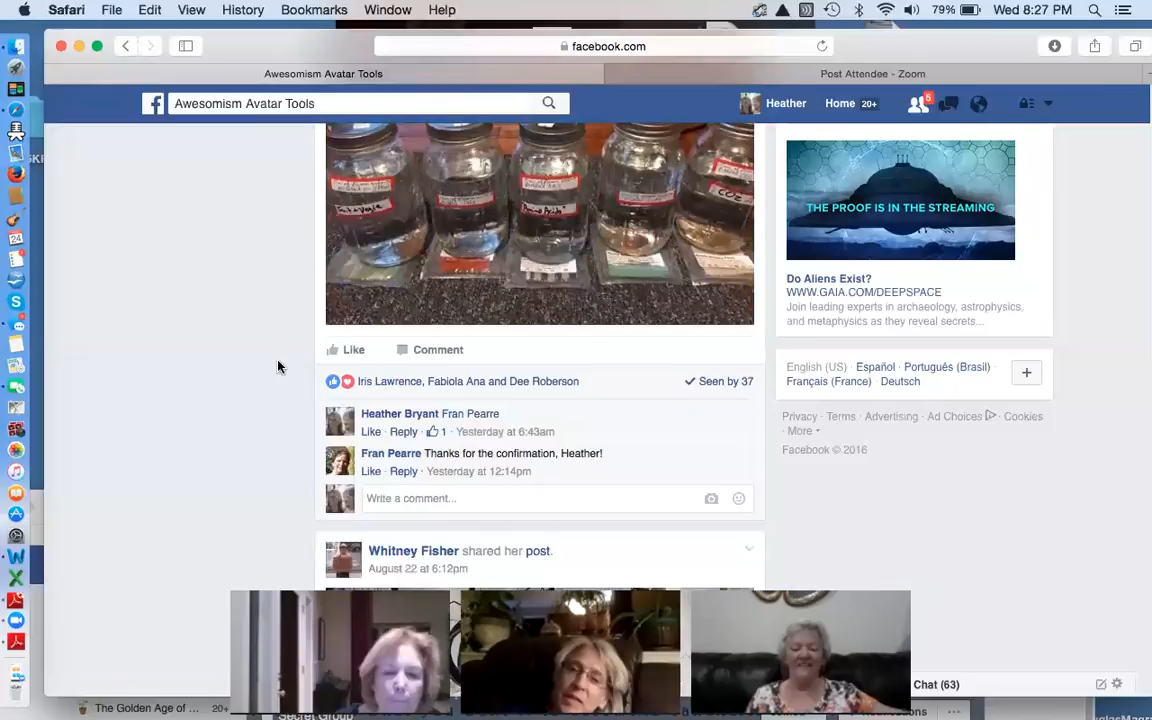 Safari File Edit View History Bookmarks Window Help
79% Wed 8:27 PM
facebook.com
Awesomism Avatar Tools
Post Attendee - Zoom
Awesomism Avatar Tools
Heather Home 20+
5
THE PROOF IS IN THE STREAMING
Do Aliens Exist?
WWW.GAIA.COM/DEEPSPACE
Join leading experts in archaeology, astrophysics,
and metaphysics as they reveal secrets...
Like Comment
Iris Lawrence, Fabiola Ana and Dee Roberson Seen by 37
Heather Bryant Fran Pearre
Like · Reply · 1 · Yesterday at 6:43am
Fran Pearre Thanks for the confirmation, Heather!
Like · Reply · Yesterday at 12:14pm
Write a comment...
English (US) · Español · Português (Brasil) ·
Français (France) · Deutsch
Privacy · Terms · Advertising · Ad Choices · Cookies
· More
Facebook © 2016
Whitney Fisher shared her post.
August 22 at 6:12pm
Chat (63)
The Golden Age of ... 20+
Secret Group